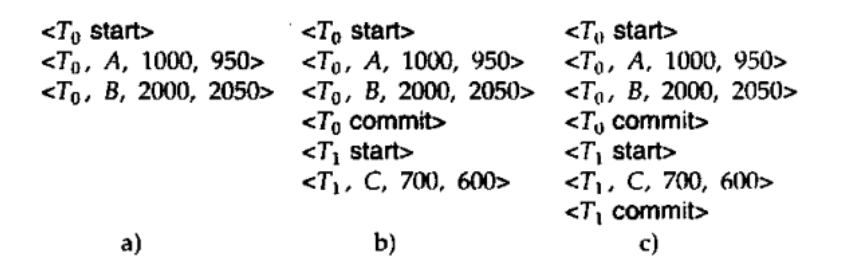 <T₀ start>
<T₀, A, 1000, 950>
<T₀, B, 2000, 2050>
a)
<T₀ start>
<T₀, A, 1000, 950>
<T₀, B, 2000, 2050>
<T₀ commit>
<T₁ start>
<T₁, C, 700, 600>
b)
<T₀ start>
<T₀, A, 1000, 950>
<T₀, B, 2000, 2050>
<T₀ commit>
<T₁ start>
<T₁, C, 700, 600>
<T₁ commit>
c)